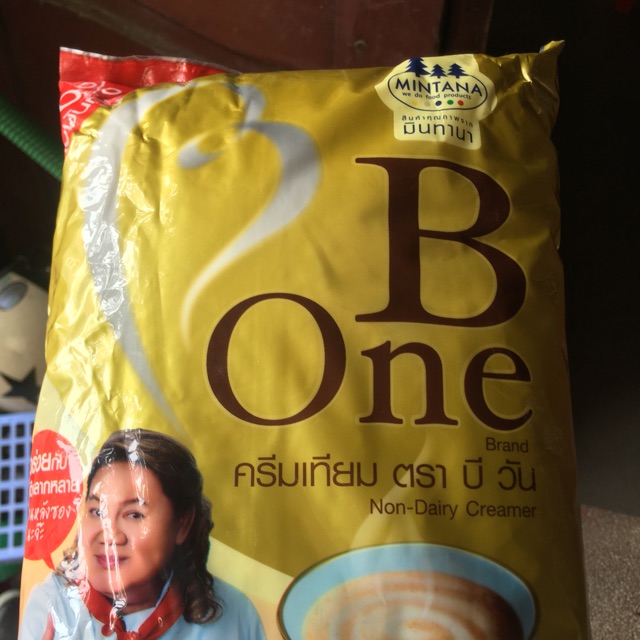 MINTANA
we do food products
สินค้าคุณภาพจาก
มินทานา
B
One
Brand
ครีมเทียม ตรา บี วัน
Non-Dairy Creamer